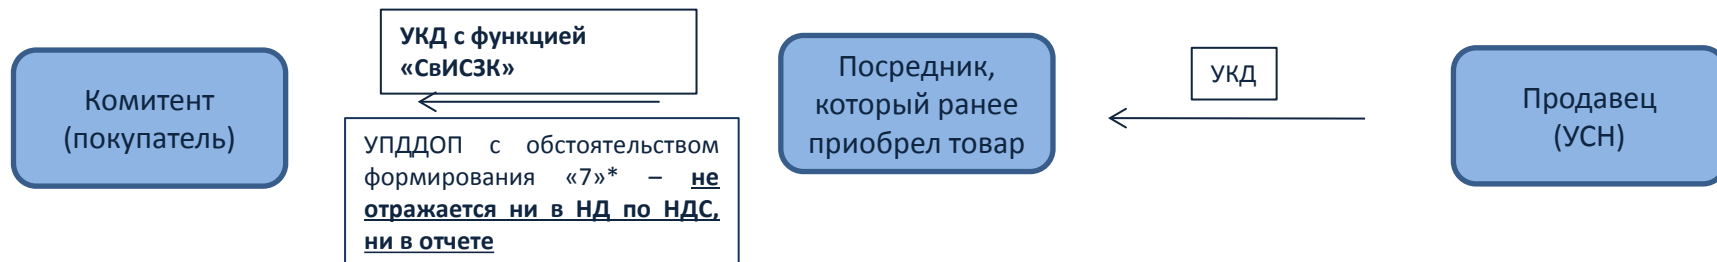 Комитент
(покупатель)
УКД с функцией
«СвИСЗК»
УПДДОП с обстоятельством
формирования «7»* – не
отражается ни в НД по НДС,
ни в отчете
Посредник,
который ранее
приобрел товар
УКД
Продавец
(УСН)